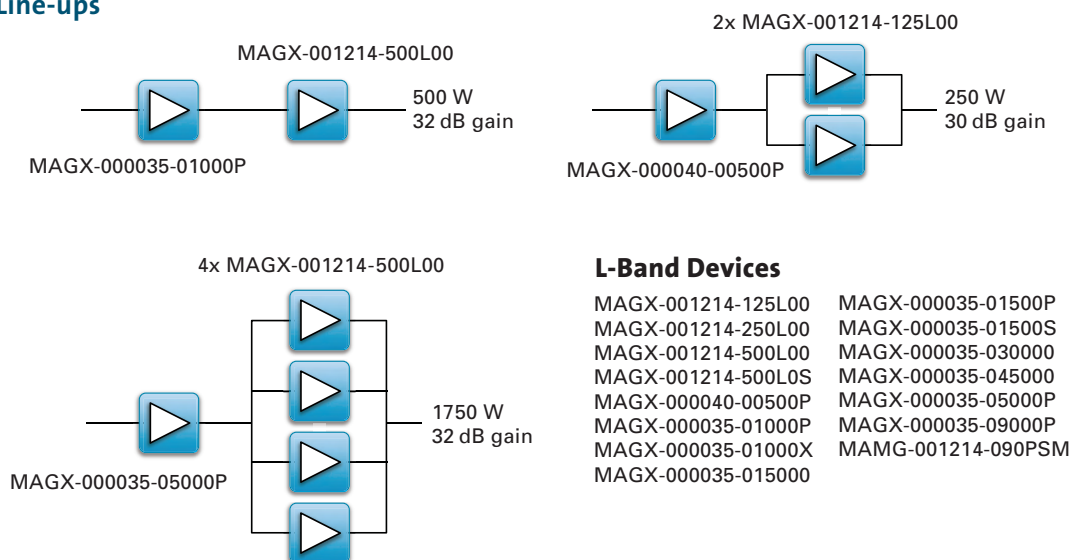 Line-ups
MAGX-001214-500L00
500 W
32 dB gain
MAGX-000035-01000P
2x MAGX-001214-125L00
250 W
30 dB gain
MAGX-000040-00500P
4x MAGX-001214-500L00
1750 W
32 dB gain
MAGX-000035-05000P
L-Band Devices
MAGX-001214-125L00
MAGX-001214-250L00
MAGX-001214-500L00
MAGX-001214-500L0S
MAGX-000040-00500P
MAGX-000035-01000P
MAGX-000035-01000X
MAGX-000035-015000
MAGX-000035-01500P
MAGX-000035-01500S
MAGX-000035-030000
MAGX-000035-045000
MAGX-000035-05000P
MAGX-000035-09000P
MAMG-001214-090PSM